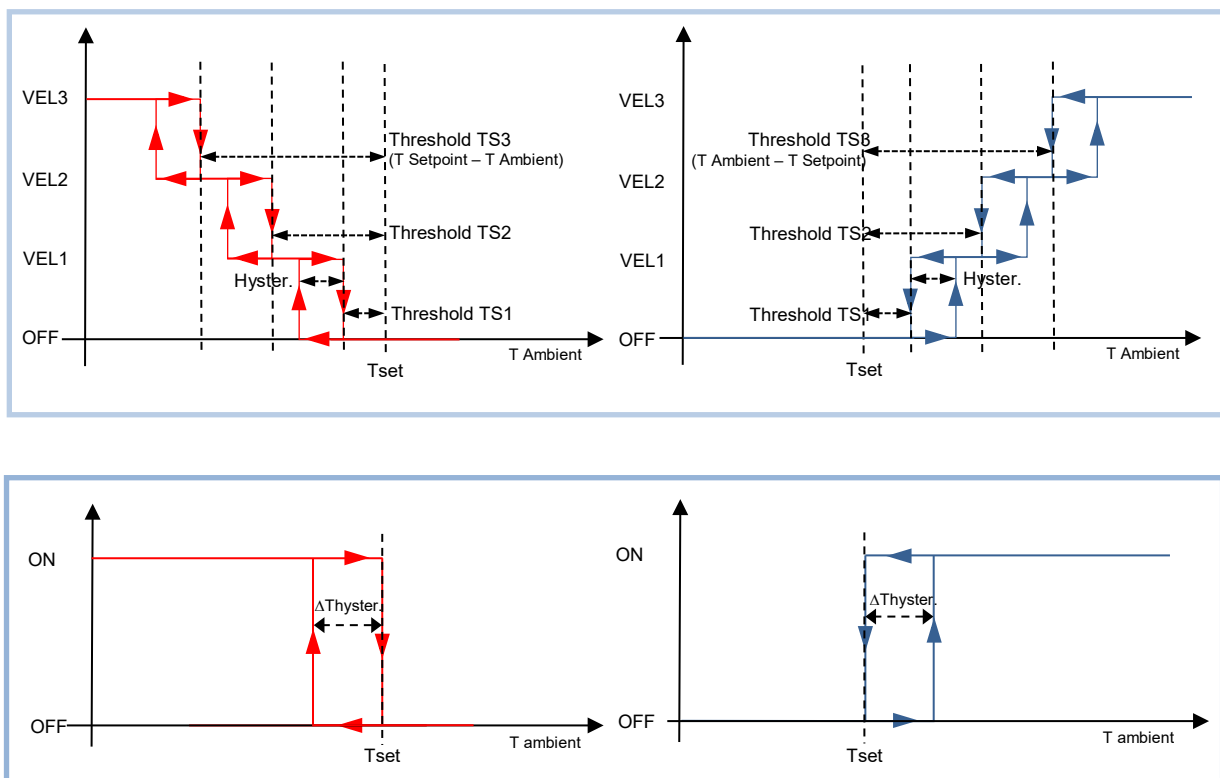 VEL3
VEL2
VEL1
OFF
Threshold TS3
(T Setpoint – T Ambient)
Threshold TS2
Hyster.
Threshold TS1
T Ambient
Tset
VEL3
VEL2
VEL1
OFF
Threshold TS3
(T Ambient – T Setpoint)
Threshold TS2
Hyster.
Threshold TS
T Ambient
Tset
ON
OFF
ΔThyster.
T ambient
Tset
ON
OFF
ΔThyster.
T ambient
Tset